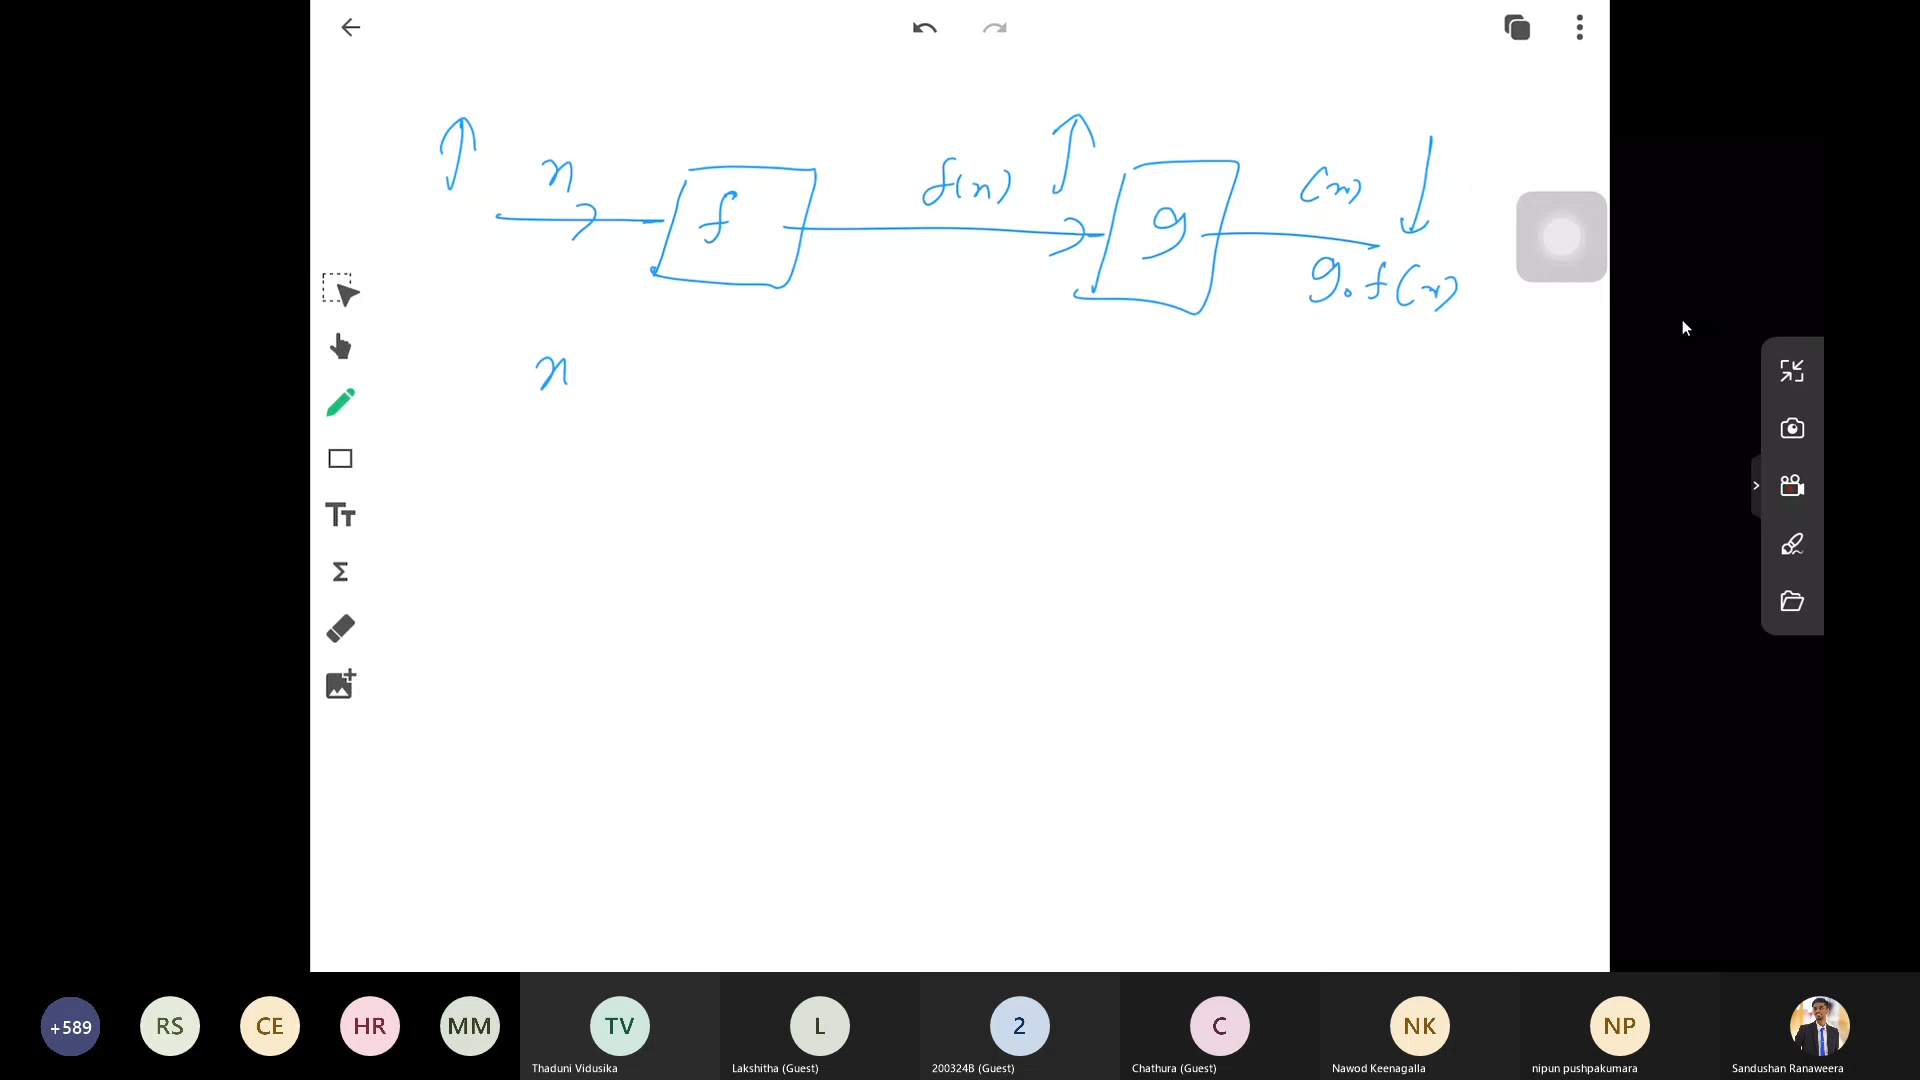 x f f(x) g (x)
g∘f(x)
x
Tт
Σ
+589 RS CE HR MM TV L 2 C NK NP
Thaduni Vidusika Lakshitha (Guest) 200324B (Guest) Chathura (Guest) Nawod Keenagalla nipun pushpakumara Sandushan Ranaweera